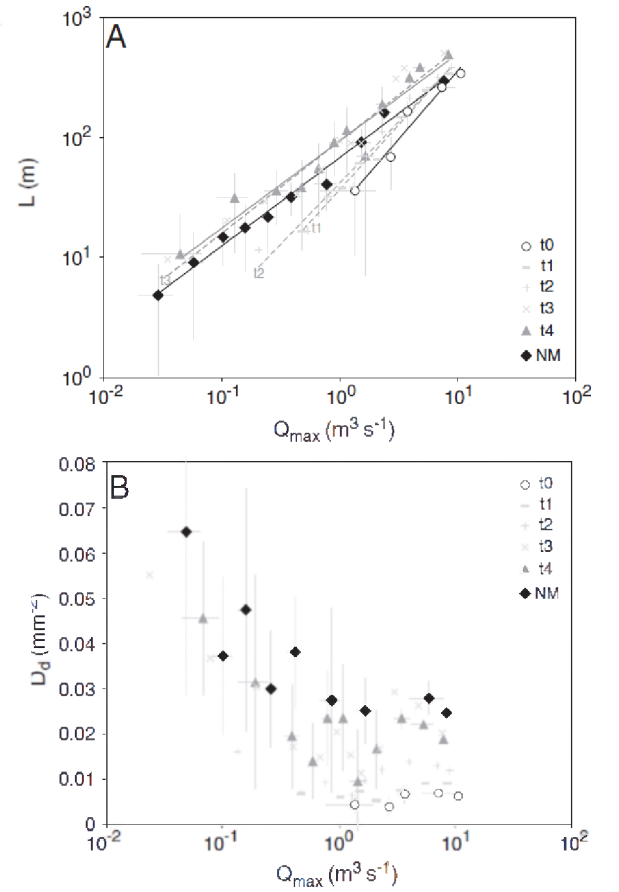 A
10³
10²
10¹
10⁰
L (m)
t1
t2
t3
t0
t1
t2
t3
t4
NM
10⁻²
10⁻¹
10⁰
10¹
10²
Qmax (m³ s⁻¹)
B
0.08
0.07
0.06
0.05
0.04
0.03
0.02
0.01
0
Dd (mm⁻²)
t0
t1
t2
t3
t4
NM
10⁻²
10⁻¹
10⁰
10¹
10²
Qmax (m³ s⁻¹)